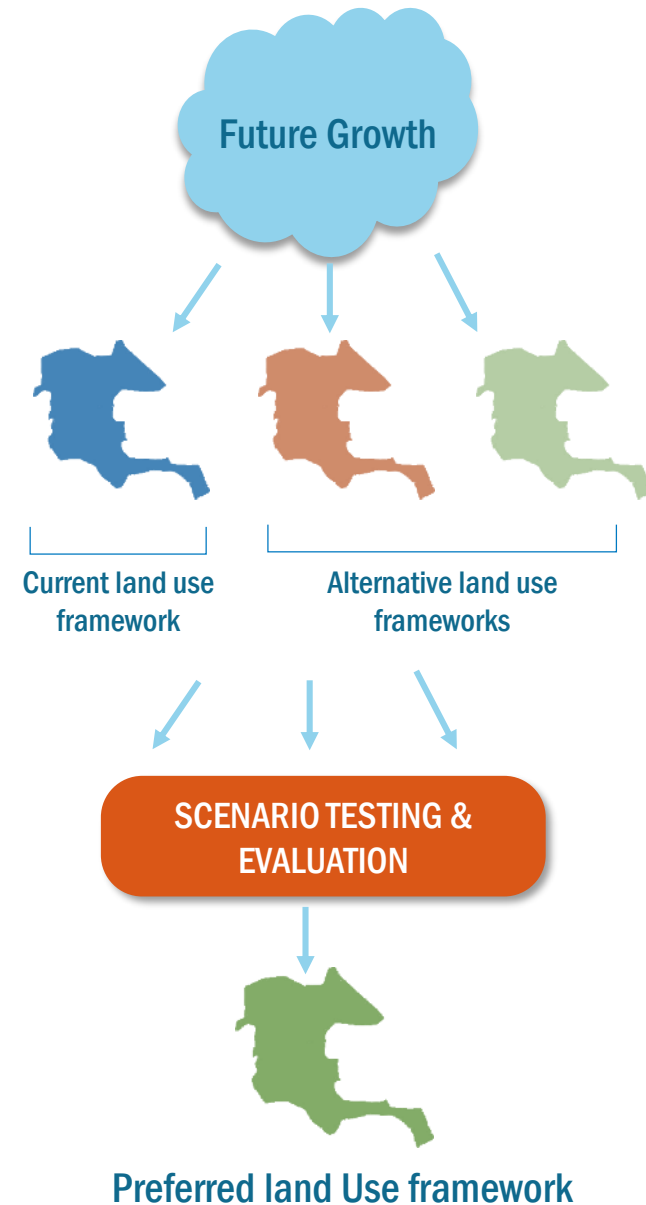 Future Growth
Current land use
framework
Alternative land use
frameworks
SCENARIO TESTING &
EVALUATION
Preferred land Use framework